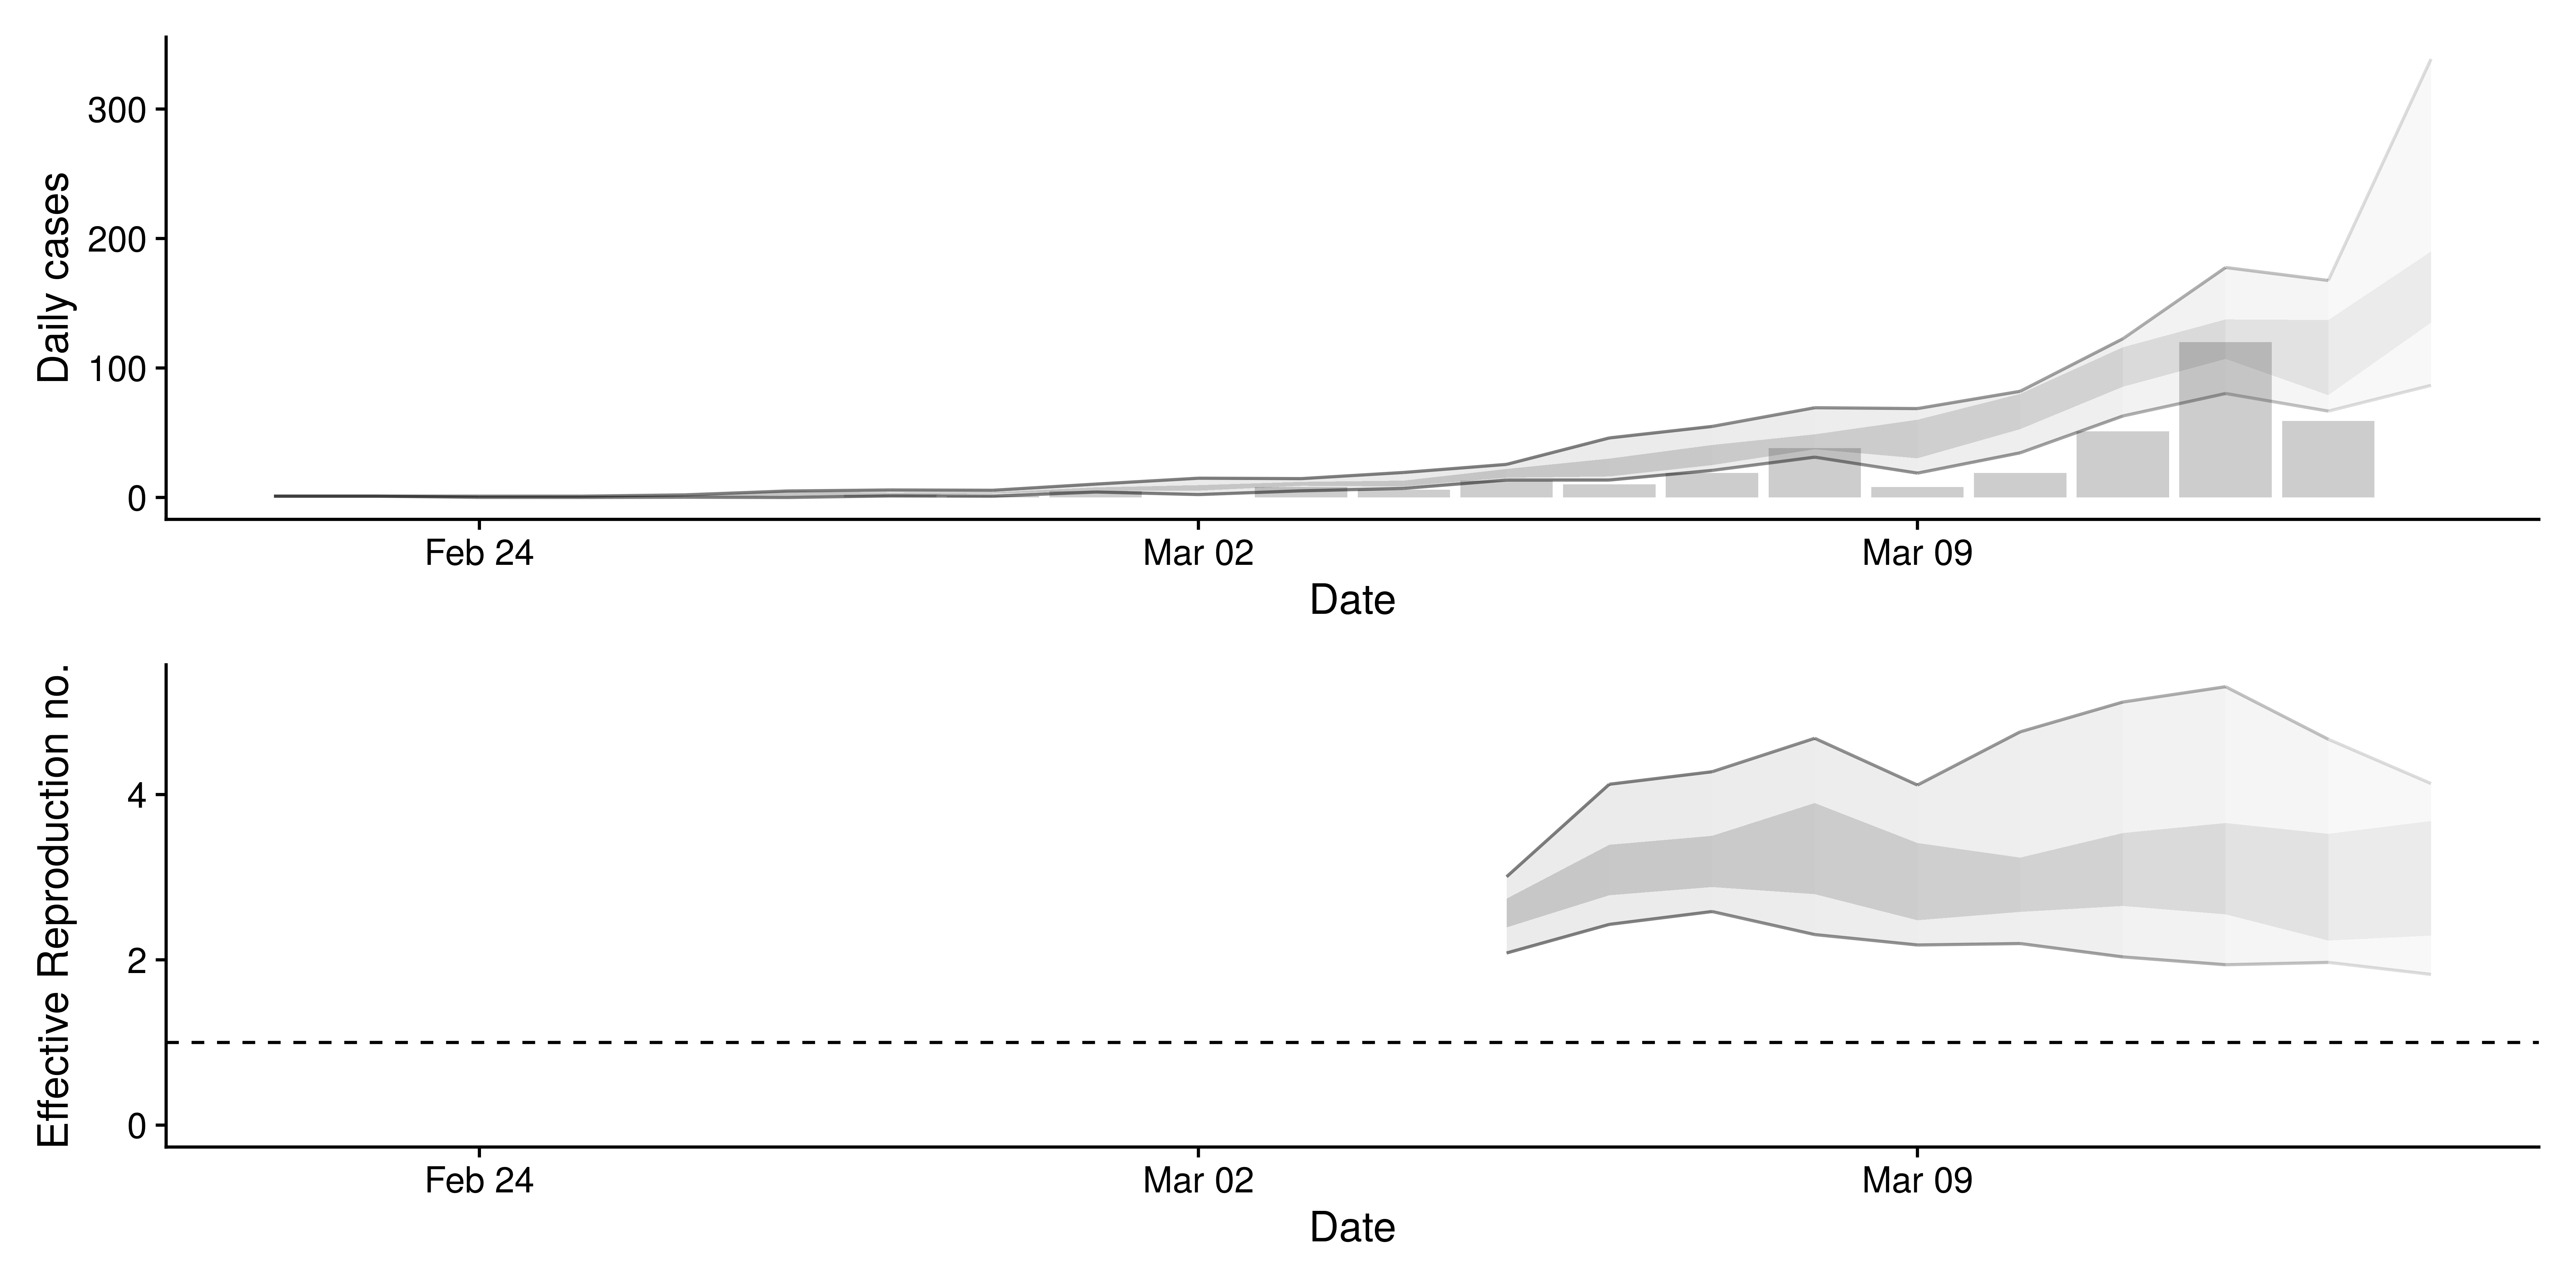 Daily cases
300
200
100
0
Feb 24 Mar 02 Mar 09
Date
Effective Reproduction no.
4
2
0
Feb 24 Mar 02 Mar 09
Date